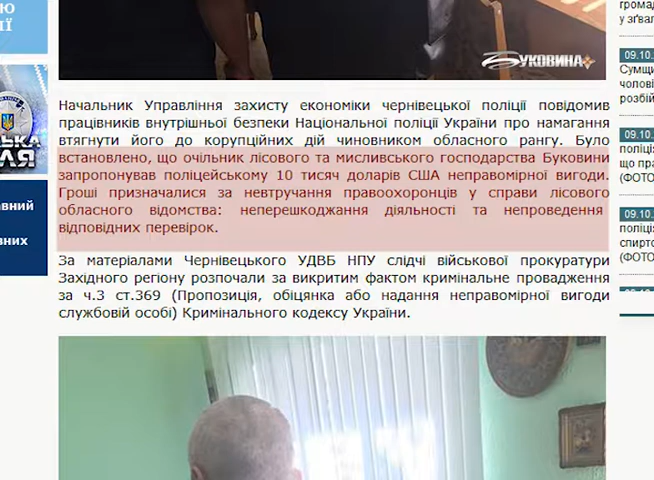 БУКОВИНА
Начальник Управління захисту економіки чернівецької поліції повідомив
працівників внутрішньої безпеки Національної поліції України про намагання
втягнути його до корупційних дій чиновником обласного рангу. Було
встановлено, що очільник лісового та мисливського господарства Буковини
запропонував поліцейському 10 тисяч доларів США неправомірної вигоди.
Гроші призначалися за невтручання правоохоронців у справи лісового
обласного відомства: неперешкоджання діяльності та непроведення
відповідних перевірок.
За матеріалами Чернівецького УДВБ НПУ слідчі військової прокуратури
Західного регіону розпочали за викритим фактом кримінальне провадження
за ч.3 ст.369 (Пропозиція, обіцянка або надання неправомірної вигоди
службовій особі) Кримінального кодексу України.
у зґвал
09.10.
Сумщи
чолові
розбій
09.10.
поліці
що пра
(ФОТО
09.10.
поліці
спирто
(ФОТО